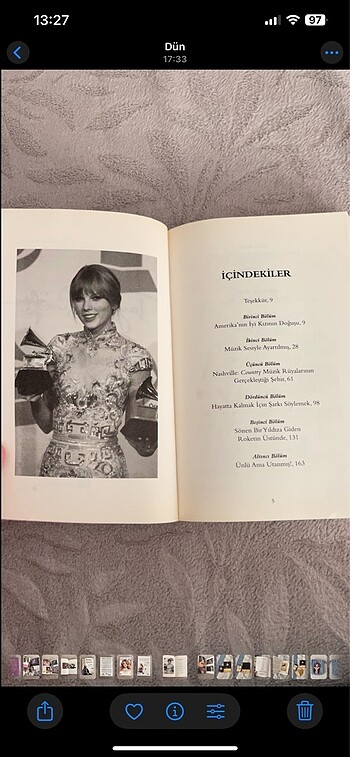 13:27
97
Dün
17:33
İÇİNDEKİLER
Teşekkür, 9
Birinci Bölüm
Amerika'nın İyi Kızının Doğuşu, 9
İkinci Bölüm
Müzik Sesiyle Ayartılmış, 28
Üçüncü Bölüm
Nashville: Country Müzik Rüyalarının
Gerçekleştiği Şehir, 61
Dördüncü Bölüm
Hayatta Kalmak İçin Şarkı Söylemek, 98
Beşinci Bölüm
Sönen Bir Yıldıza Giden
Roketin Üstünde, 131
Altıncı Bölüm
Ünlü Ama Utanmış!, 163
5